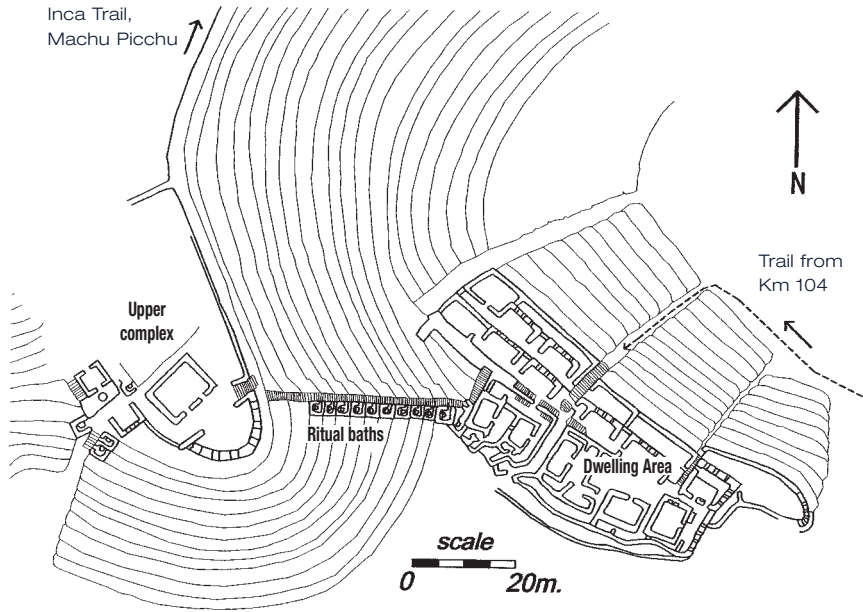 Inca Trail,
Machu Picchu
N
Trail from
Km 104
Upper
complex
Ritual baths
Dwelling Area
scale
0 20m.